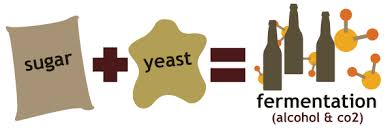 sugar
yeast
fermentation
(alcohol & co2)